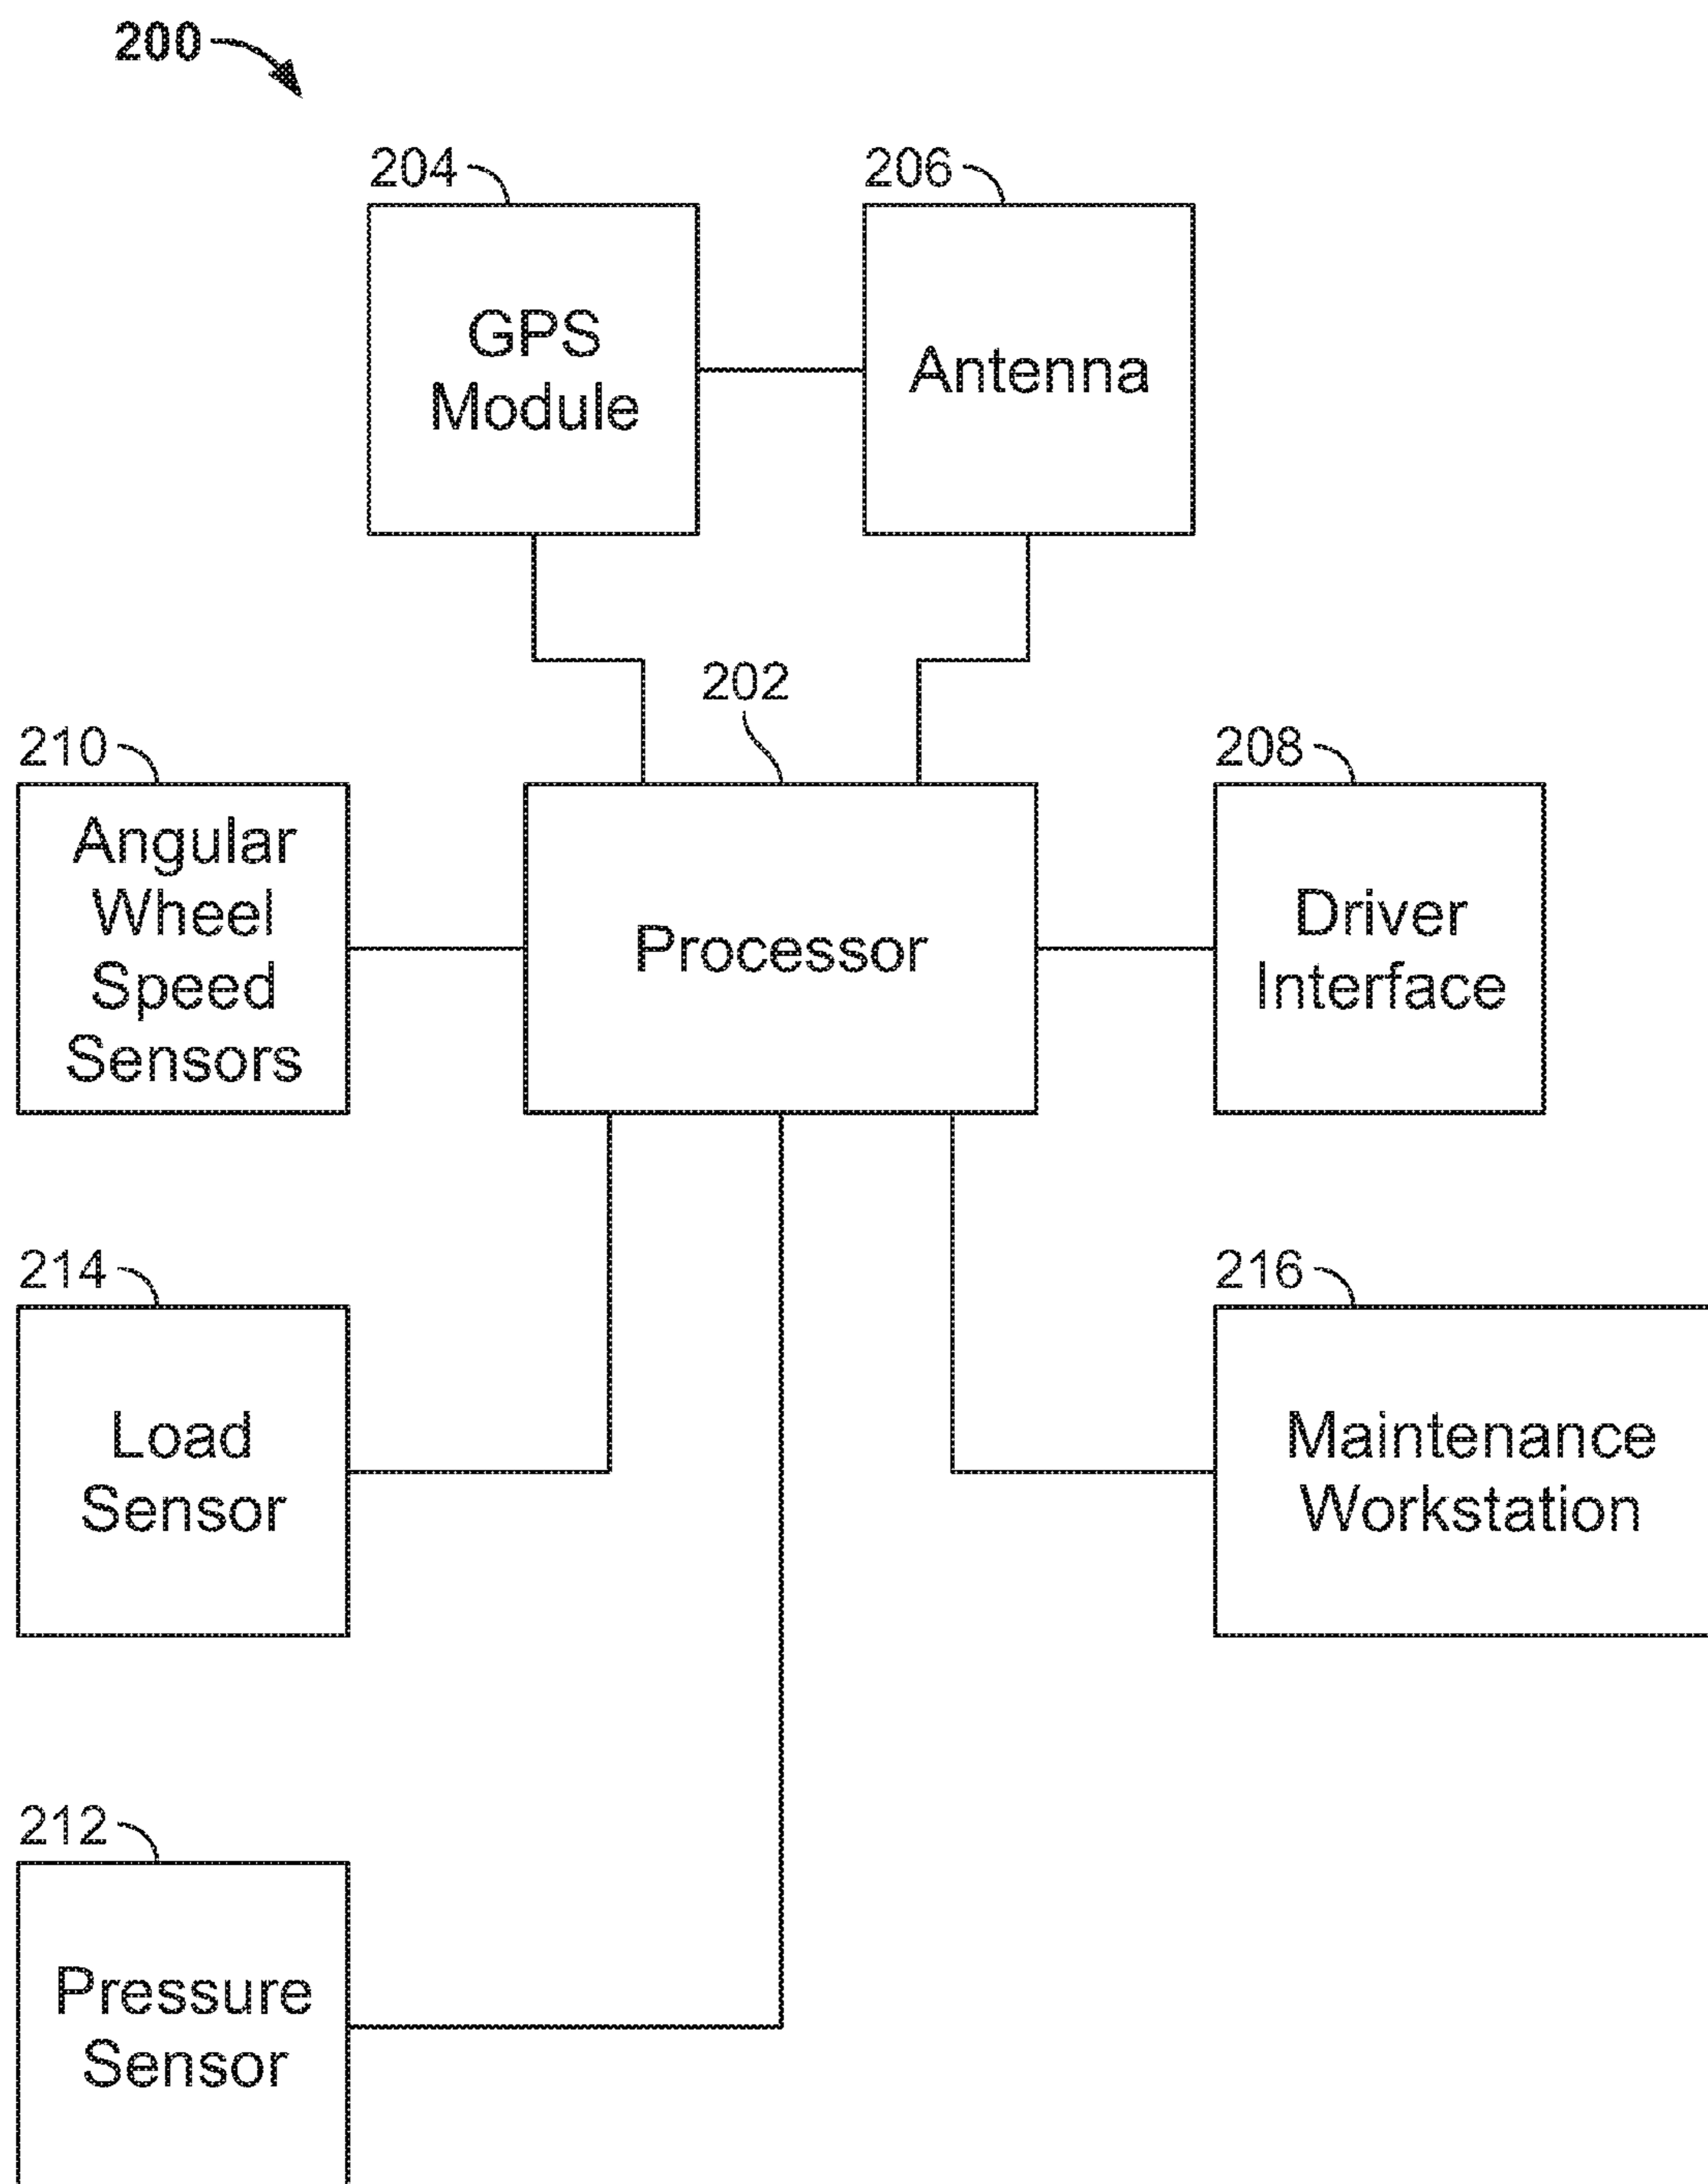 200
204
206
GPS
Module
Antenna
202
210
208
Angular
Wheel
Speed
Sensors
Processor
Driver
Interface
214
216
Load
Sensor
Maintenance
Workstation
212
Pressure
Sensor